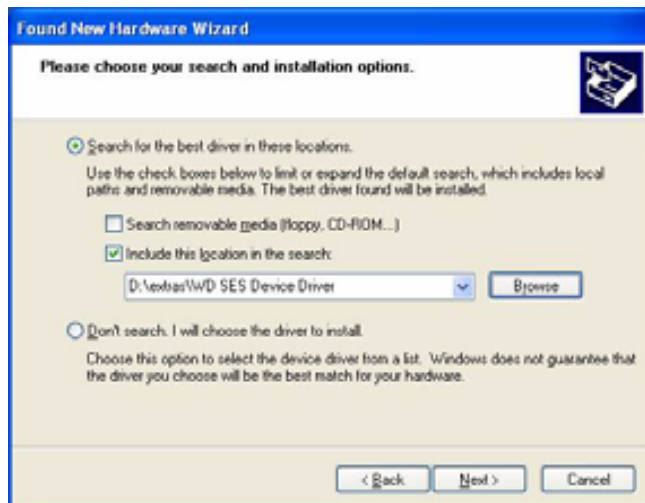 Found New Hardware Wizard
Please choose your search and installation options.
Search for the best driver in these locations.
Use the check boxes below to limit or expand the default search, which includes local
paths and removable media. The best driver found will be installed.
Search removable media (floppy, CD-ROM...)
Include this location in the search:
D:\extras\WD SES Device Driver
Browse
Don't search. I will choose the driver to install.
Choose this option to select the device driver from a list. Windows does not guarantee that
the driver you choose will be the best match for your hardware.
< Back
Next >
Cancel